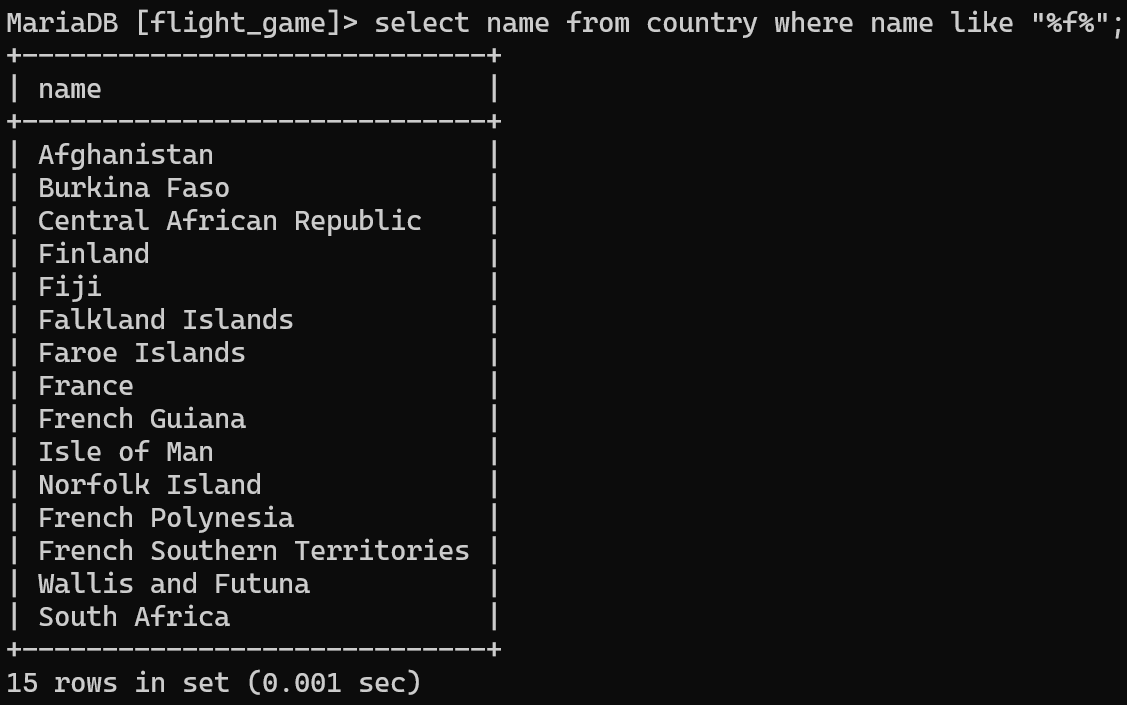 MariaDB [flight_game]> select name from country where name like "%f%";
+-----------------------------+
| name                        |
+-----------------------------+
| Afghanistan                 |
| Burkina Faso                |
| Central African Republic    |
| Finland                     |
| Fiji                        |
| Falkland Islands            |
| Faroe Islands               |
| France                      |
| French Guiana               |
| Isle of Man                 |
| Norfolk Island              |
| French Polynesia            |
| French Southern Territories |
| Wallis and Futuna           |
| South Africa                |
+-----------------------------+
15 rows in set (0.001 sec)